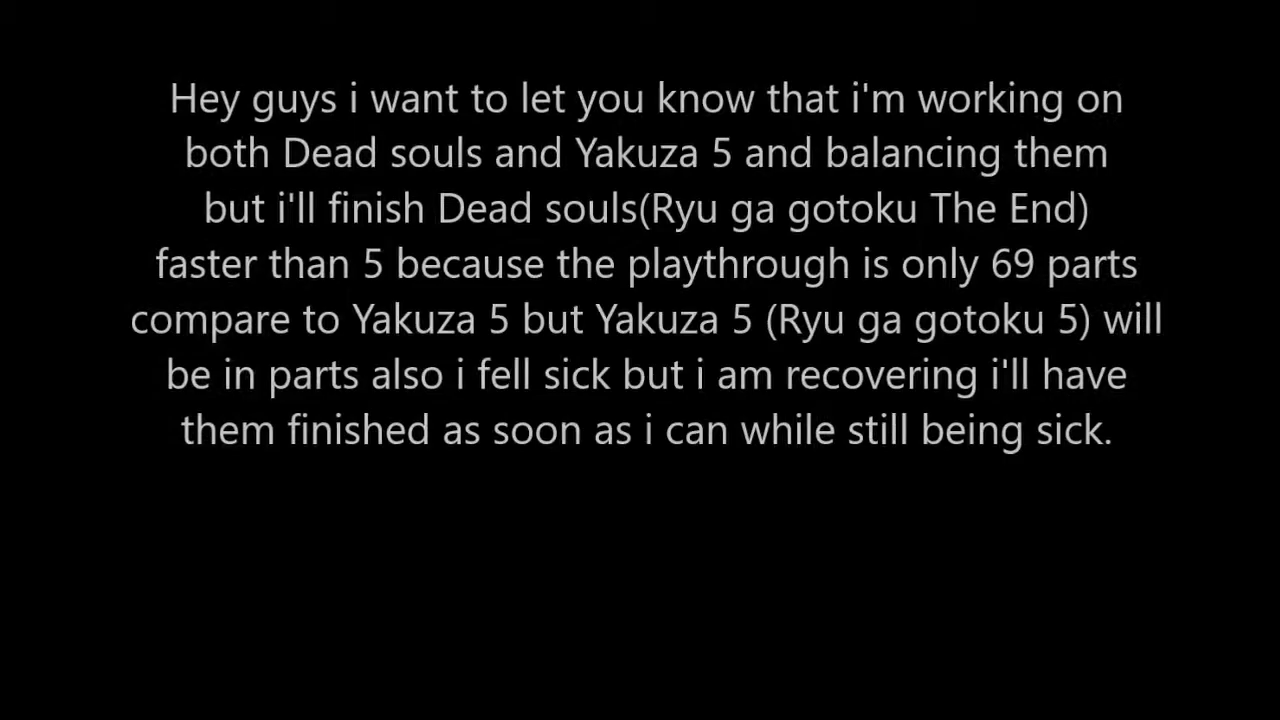 Hey guys i want to let you know that i'm working on
both Dead souls and Yakuza 5 and balancing them
but i'll finish Dead souls(Ryu ga gotoku The End)
faster than 5 because the playthrough is only 69 parts
compare to Yakuza 5 but Yakuza 5 (Ryu ga gotoku 5) will
be in parts also i fell sick but i am recovering i'll have
them finished as soon as i can while still being sick.